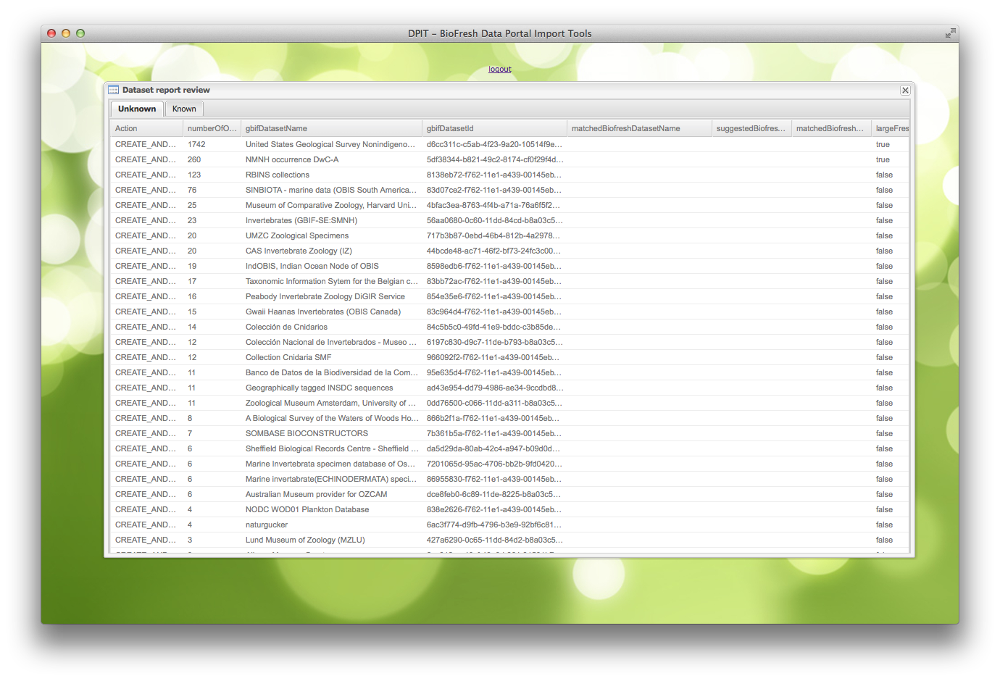 DPIT – BioFresh Data Portal Import Tools
logout
Dataset report review
Unknown Known
Action numberOfO... gbifDatasetName gbifDatasetId matchedBiofreshDatasetName suggestedBiofres... matchedBiofresh... largeFres
CREATE_AND... 1742 United States Geological Survey Nonindigeno... d6cc311c-c5ab-4f23-9a20-10514f9e... true
CREATE_AND... 260 NMNH occurrence DwC-A 5df38344-b821-49c2-8174-cf0f29f4d... true
CREATE_AND... 123 RBINS collections 8138eb72-f762-11e1-a439-00145eb... false
CREATE_AND... 76 SINBIOTA - marine data (OBIS South America... 83d07ce2-f762-11e1-a439-00145eb... false
CREATE_AND... 25 Museum of Comparative Zoology, Harvard Uni... 4bfac3ea-8763-4f4b-a71a-76a6f5f2... false
CREATE_AND... 23 Invertebrates (GBIF-SE:SMNH) 56aa0680-0c60-11dd-84cd-b8a03c5... false
CREATE_AND... 20 UMZC Zoological Specimens 717b3b87-0ebd-46b4-812b-4a2978... false
CREATE_AND... 20 CAS Invertebrate Zoology (IZ) 44bcde48-ac71-46f2-bf73-24fc3c00... false
CREATE_AND... 19 IndOBIS, Indian Ocean Node of OBIS 8598edb6-f762-11e1-a439-00145eb... false
CREATE_AND... 17 Taxonomic Information Sytem for the Belgian c... 83bb72ac-f762-11e1-a439-00145eb... false
CREATE_AND... 16 Peabody Invertebrate Zoology DiGIR Service 854e35e6-f762-11e1-a439-00145eb... false
CREATE_AND... 15 Gwaii Haanas Invertebrates (OBIS Canada) 83c964d4-f762-11e1-a439-00145eb... false
CREATE_AND... 14 Colección de Cnidarios 84c5b5c0-49fd-41e9-bddc-c3b85de... false
CREATE_AND... 12 Colección Nacional de Invertebrados - Museo ... 6197c830-d9c7-11de-b793-b8a03c5... false
CREATE_AND... 12 Collection Cnidaria SMF 966092f2-f762-11e1-a439-00145eb... false
CREATE_AND... 11 Banco de Datos de la Biodiversidad de la Com... 95e635d4-f762-11e1-a439-00145eb... false
CREATE_AND... 11 Geographically tagged INSDC sequences ad43e954-dd79-4986-ae34-9ccdbd8... false
CREATE_AND... 11 Zoological Museum Amsterdam, University of ... 0dd76500-c066-11dd-a311-b8a03c5... false
CREATE_AND... 8 A Biological Survey of the Waters of Woods Ho... 866b2f1a-f762-11e1-a439-00145eb... false
CREATE_AND... 7 SOMBASE BIOCONSTRUCTORS 7b361b5a-f762-11e1-a439-00145eb... false
CREATE_AND... 6 Sheffield Biological Records Centre - Sheffield ... da5d29da-80ab-42c4-a947-b09d0d... false
CREATE_AND... 6 Marine Invertebrata specimen database of Os... 7201065d-95ac-4706-bb2b-9fd0420... false
CREATE_AND... 6 Marine invertabrate(ECHINODERMATA) speci... 86955830-f762-11e1-a439-00145eb... false
CREATE_AND... 6 Australian Museum provider for OZCAM dce8feb0-6c89-11de-8225-b8a03c5... false
CREATE_AND... 4 NODC WOD01 Plankton Database 838e2626-f762-11e1-a439-00145eb... false
CREATE_AND... 4 naturgucker 6ac3f774-d9fb-4796-b3e9-92bf6c81... false
CREATE_AND... 3 Lund Museum of Zoology (MZLU) 427a6290-0c65-11dd-84d2-b8a03c5... false